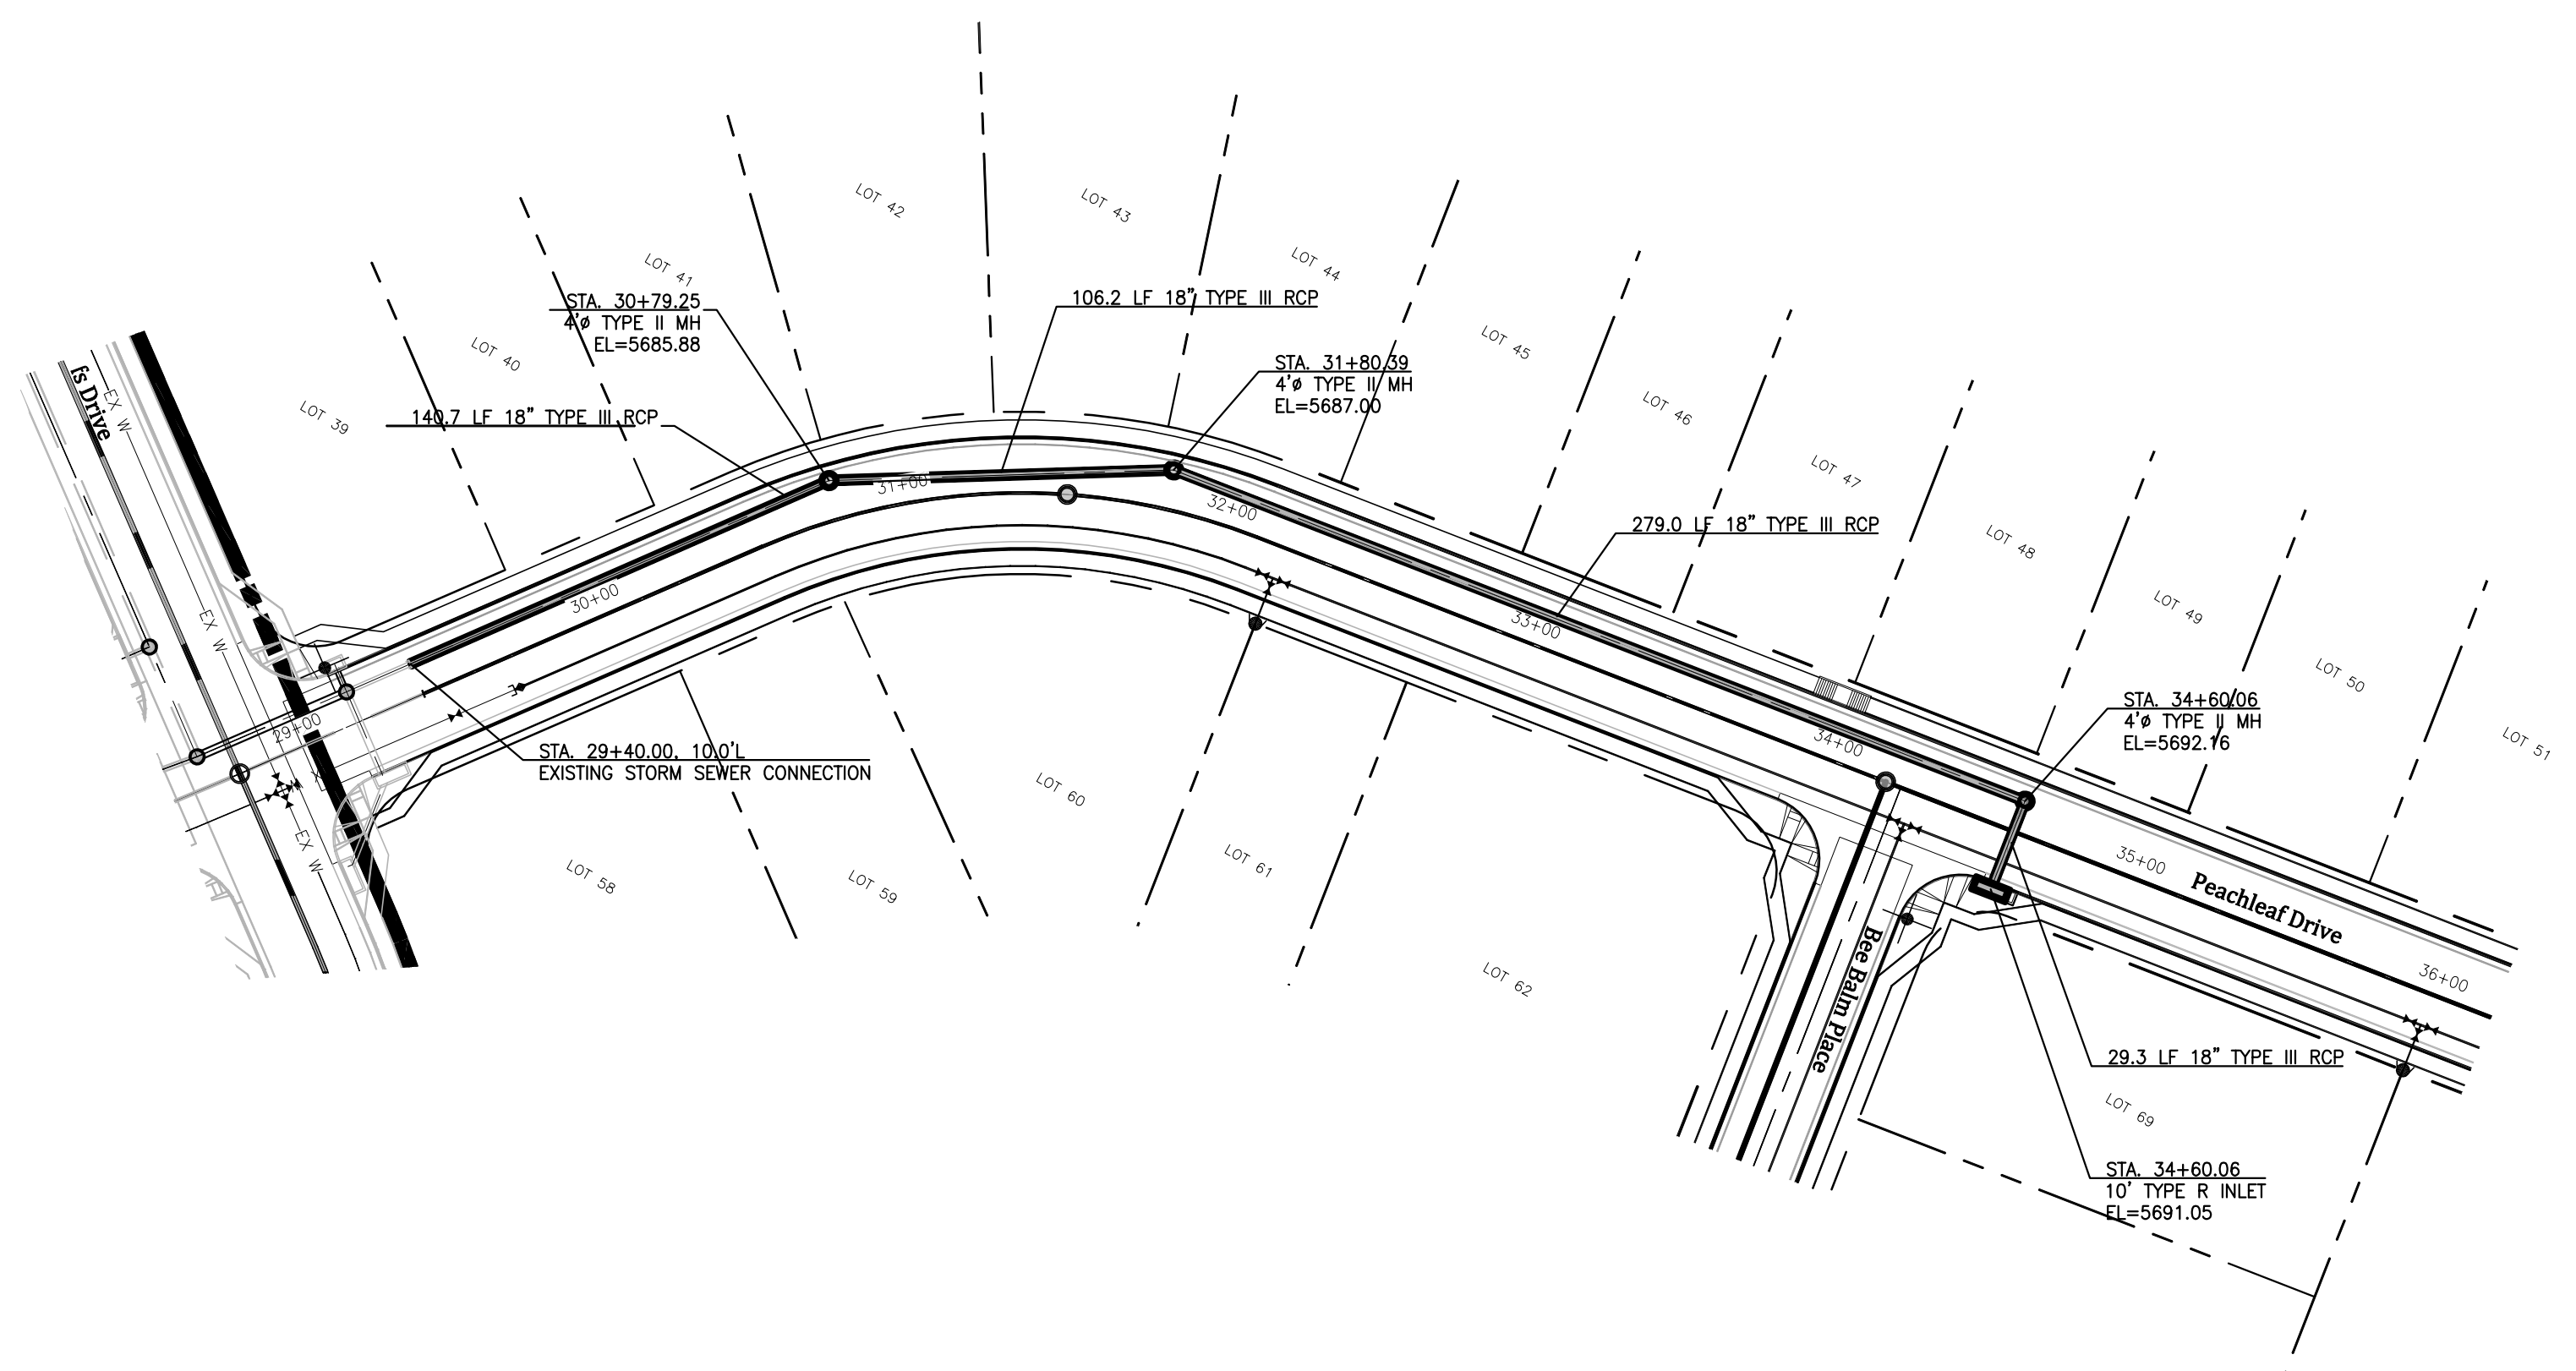 LOT 42
LOT 43
LOT 41
LOT 44
STA. 30+79.25
4'ø TYPE II MH
EL=5685.88
106.2 LF 18" TYPE III RCP
LOT 40
LOT 45
STA. 31+80.39
4'ø TYPE II MH
EL=5687.00
fs Drive
EX W
LOT 39
140.7 LF 18" TYPE III RCP
LOT 46
LOT 47
31+00
32+00
279.0 LF 18" TYPE III RCP
LOT 48
30+00
33+00
LOT 49
EX W
LOT 50
29+00
STA. 29+40.00, 10.0'L
EXISTING STORM SEWER CONNECTION
34+00
STA. 34+60.06
4'ø TYPE II MH
EL=5692.16
LOT 51
LOT 60
EX W
LOT 58
LOT 59
LOT 61
35+00
Peachleaf Drive
LOT 62
Bee Balm Place
36+00
29.3 LF 18" TYPE III RCP
LOT 69
STA. 34+60.06
10' TYPE R INLET
EL=5691.05